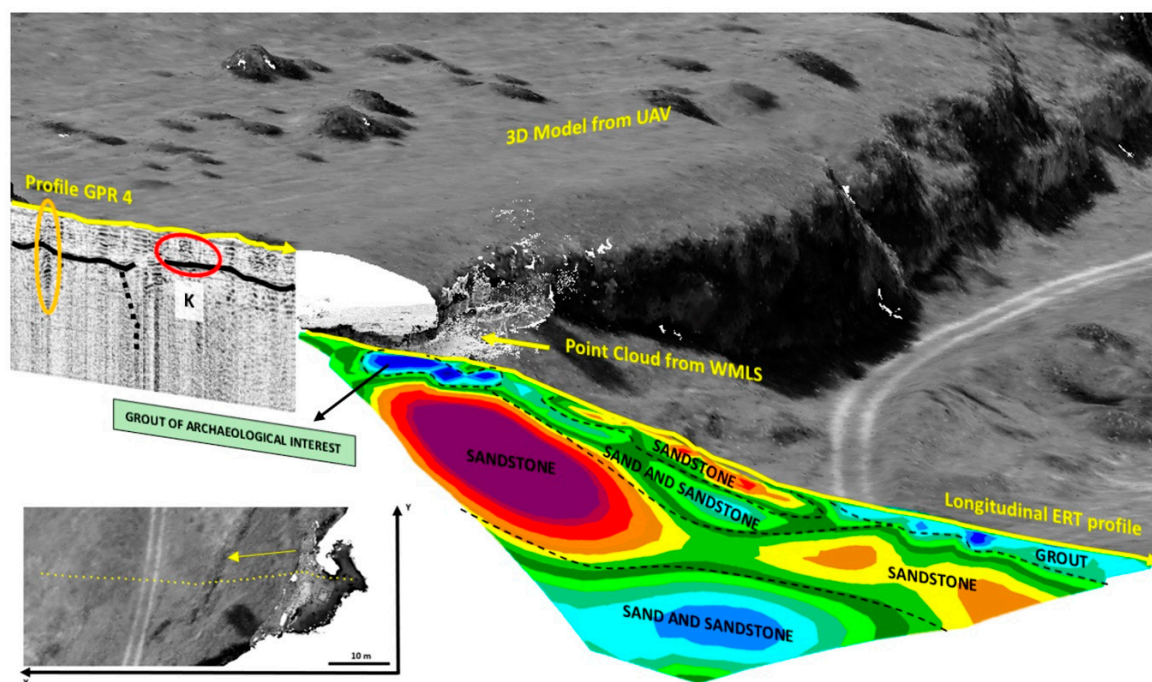 3D Model from UAV
Profile GPR 4
K
Point Cloud from WMLS
GROUT OF ARCHAEOLOGICAL INTEREST
SANDSTONE
SANDSTONE
SAND AND SANDSTONE
Longitudinal ERT profile
GROUT
SANDSTONE
SAND AND SANDSTONE
Y
10 m
X